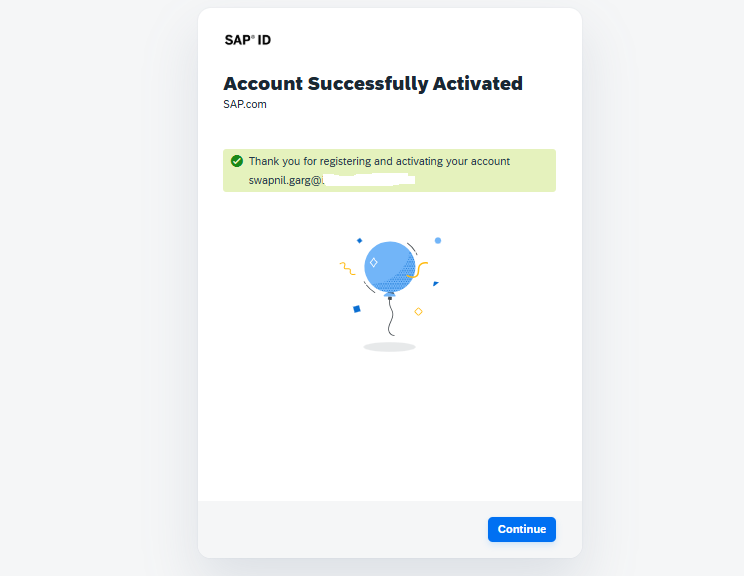 SAP® ID
Account Successfully Activated
SAP.com
Thank you for registering and activating your account
swapnil.garg@
Continue